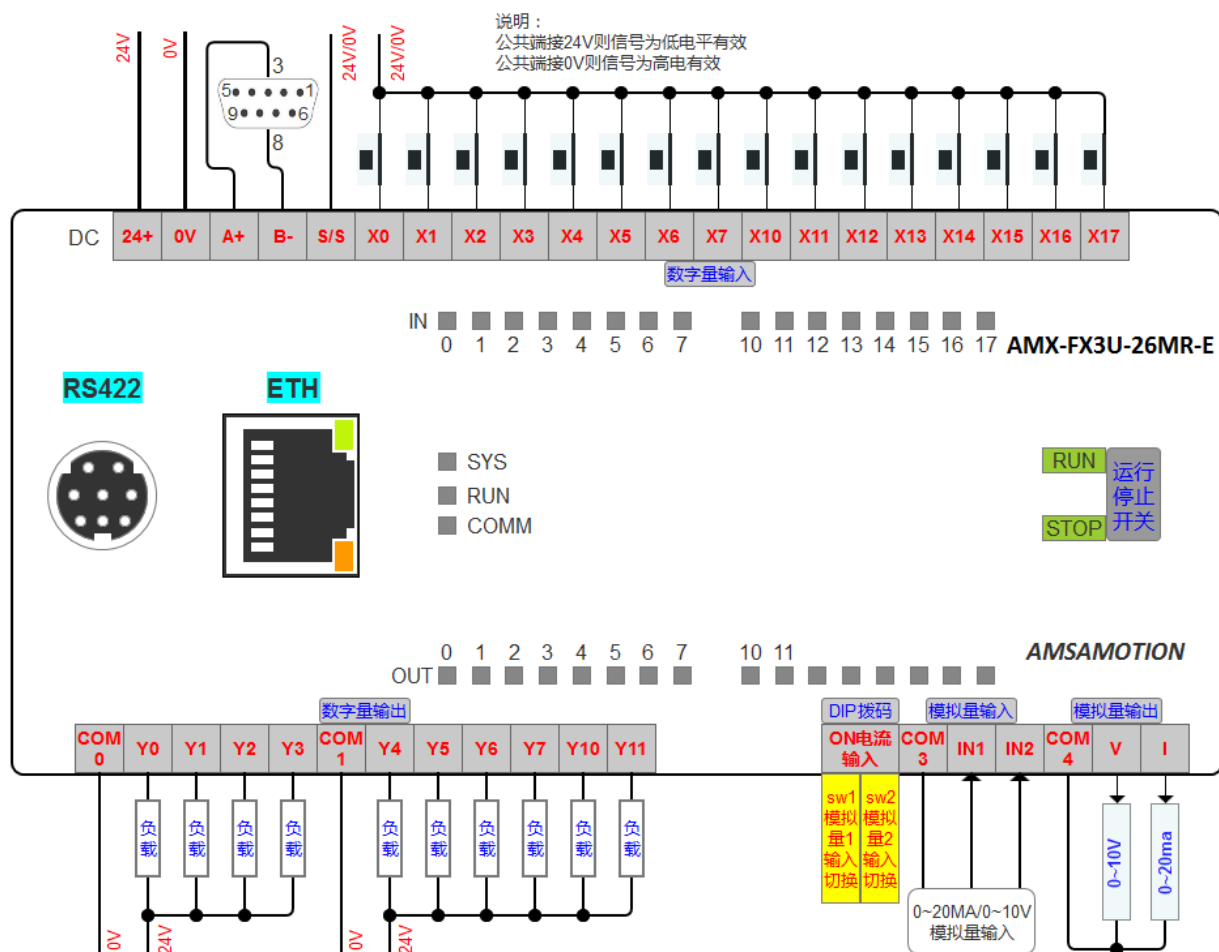 说明：
公共端接24V则信号为低电平有效
公共端接0V则信号为高电有效
24V
0V
24V/0V
24V/0V
3
5 1
9 6
8
DC 24+ 0V A+ B- S/S X0 X1 X2 X3 X4 X5 X6 X7 X10 X11 X12 X13 X14 X15 X16 X17
数字量输入
IN
0 1 2 3 4 5 6 7 10 11 12 13 14 15 16 17
AMX-FX3U-26MR-E
RS422
ETH
SYS
RUN
COMM
RUN
STOP
运行
停止
开关
0 1 2 3 4 5 6 7 10 11
OUT
AMSAMOTION
数字量输出
DIP拨码
模拟量输入
模拟量输出
COM
0
Y0 Y1 Y2 Y3
COM
1
Y4 Y5 Y6 Y7 Y10 Y11
ON电流
输入
COM
3
IN1 IN2
COM
4
V I
sw1
模拟
量1
输入
切换
sw2
模拟
量2
输入
切换
负载
负载
负载
负载
负载
负载
负载
负载
负载
负载
0~10V
0~20ma
0~20MA/0~10V
模拟量输入
0V
24V
0V
24V